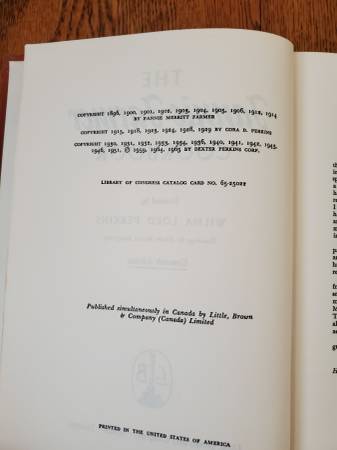 COPYRIGHT 1896, 1900, 1901, 1902, 1903, 1904, 1905, 1906, 1912, 1914
BY FANNIE MERRITT FARMER
COPYRIGHT 1915, 1918, 1923, 1924, 1928, 1929 BY CORA D. PERKINS
COPYRIGHT 1930, 1931, 1932, 1933, 1934, 1936, 1940, 1941, 1942, 1943,
1946, 1951, © 1959, 1964, 1965 BY DEXTER PERKINS CORP.
LIBRARY OF CONGRESS CATALOG CARD NO. 65-25022
WILMA LORD PERKINS
Published simultaneously in Canada by Little, Brown
& Company (Canada) Limited
PRINTED IN THE UNITED STATES OF AMERICA